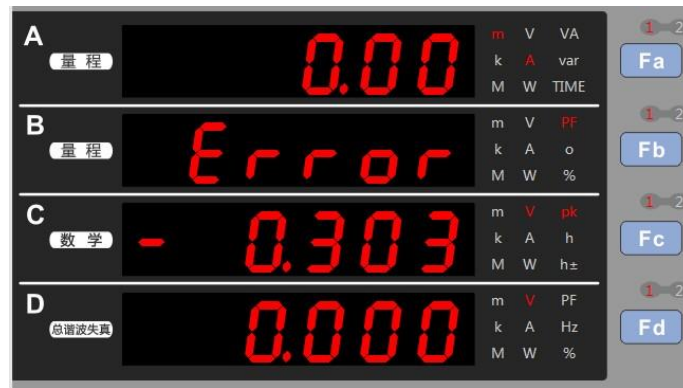 A
量 程
0.00
m V VA
k A var
M W TIME
1 2
Fa
B
量 程
Error
m V PF
k A o
M W %
1 2
Fb
C
数 学
- 0.303
m V pk
k A h
M W h±
1 2
Fc
D
总谐波失真
0.000
m V PF
k A Hz
M W %
1 2
Fd